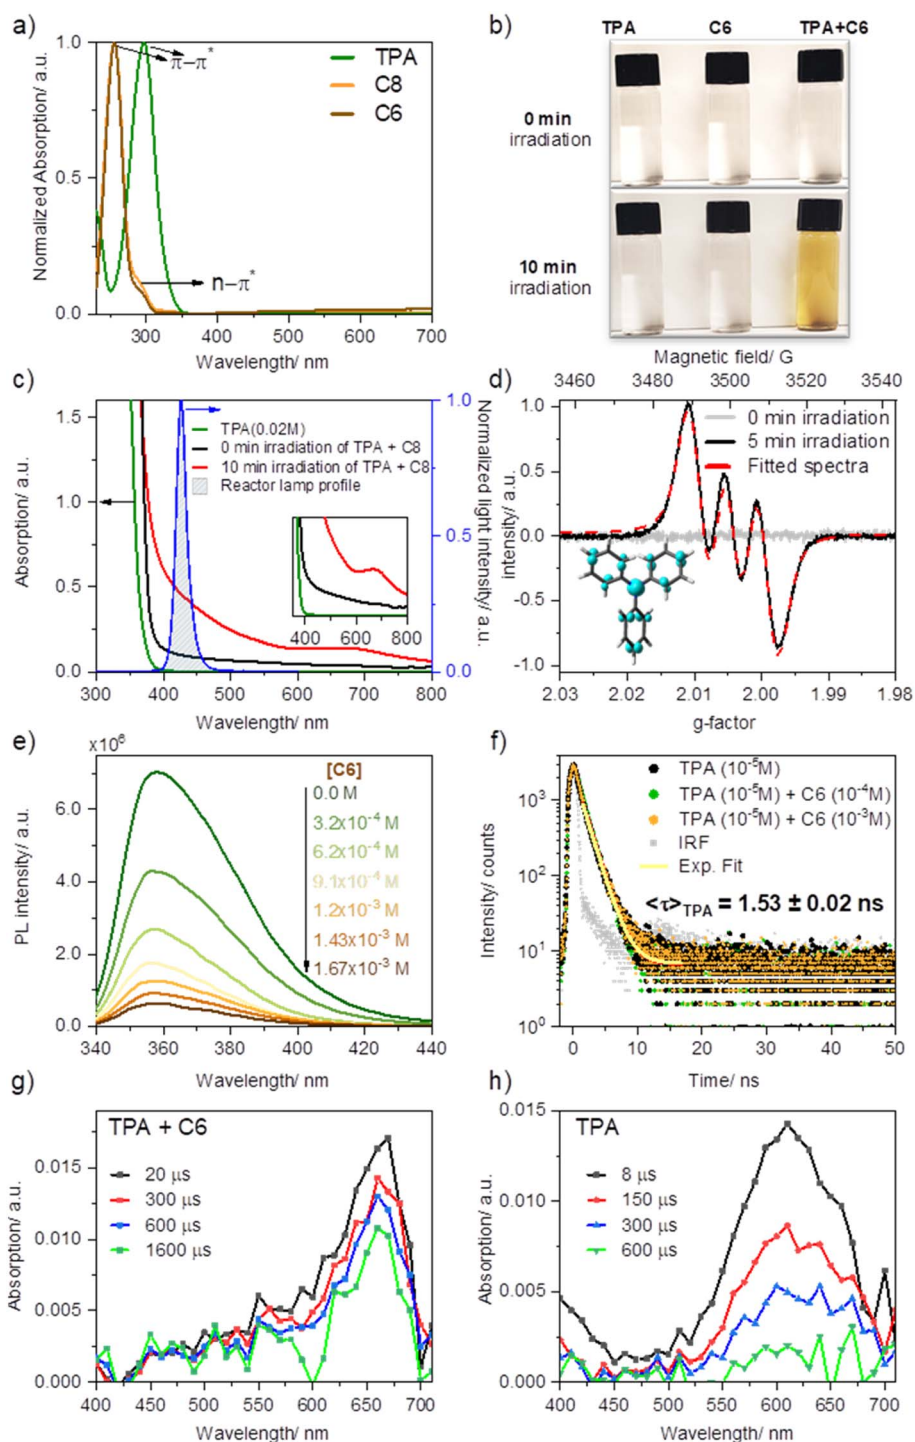 a)
1.0
0.5
0.0
Normalized Absorption/ a.u.
π–π*
TPA
C8
C6
n–π*
300
400
500
600
700
Wavelength/ nm
b)
TPA
C6
TPA+C6
0 min
irradiation
10 min
irradiation
c)
1.5
1.0
0.5
0.0
Absorption/ a.u.
TPA(0.02M)
0 min irradiation of TPA + C8
10 min irradiation of TPA + C8
Reactor lamp profile
400
600
800
1.0
0.5
0.0
Normalized light intensity/ a.u.
300
400
500
600
700
800
Wavelength/ nm
d)
Magnetic field/ G
3460
3480
3500
3520
3540
1.0
0.5
0.0
-0.5
-1.0
intensity/ a.u.
0 min irradiation
5 min irradiation
Fitted spectra
2.03
2.02
2.01
2.00
1.99
1.98
g-factor
e)
x10⁶
6.0
4.0
2.0
0.0
PL intensity/ a.u.
[C6]
0.0 M
3.2x10⁻⁴ M
6.2x10⁻⁴ M
9.1x10⁻⁴ M
1.2x10⁻³ M
1.43x10⁻³ M
1.67x10⁻³ M
340
360
380
400
420
440
Wavelength/ nm
f)
10³
10²
10¹
10⁰
Intensity/ counts
TPA (10⁻⁵M)
TPA (10⁻⁵M) + C6 (10⁻⁴M)
TPA (10⁻⁵M) + C6 (10⁻³M)
IRF
Exp. Fit
<τ>TPA = 1.53 ± 0.02 ns
0
10
20
30
40
50
Time/ ns
g)
TPA + C6
0.015
0.010
0.005
0.000
Absorption/ a.u.
20 μs
300 μs
600 μs
1600 μs
400
450
500
550
600
650
700
Wavelength/ nm
h)
TPA
0.015
0.010
0.005
0.000
Absorption/ a.u.
8 μs
150 μs
300 μs
600 μs
400
450
500
550
600
650
700
Wavelength/ nm